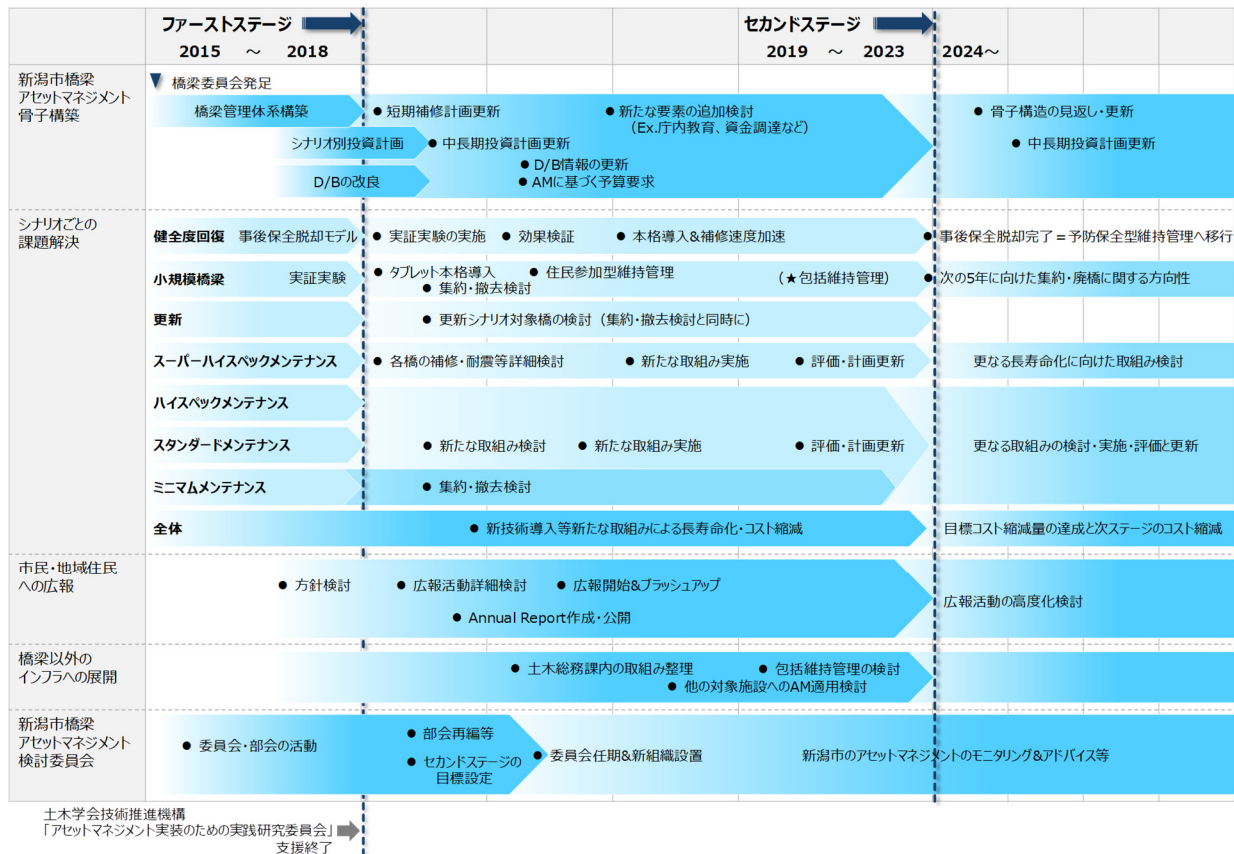 ファーストステージ
2015 ～ 2018
セカンドステージ
2019 ～ 2023
2024～
新潟市橋梁
アセットマネジメント
骨子構築
橋梁委員会発足
橋梁管理体系構築
シナリオ別投資計画
D/Bの改良
● 短期補修計画更新
● 中長期投資計画更新
● D/B情報の更新
● AMに基づく予算要求
● 新たな要素の追加検討
（Ex.庁内教育、資金調達など）
● 骨子構造の見返し・更新
● 中長期投資計画更新
シナリオごとの
課題解決
健全度回復 事後保全脱却モデル
● 実証実験の実施
● 効果検証
● 本格導入&補修速度加速
● 事後保全脱却完了＝予防保全型維持管理へ移行
小規模橋梁 実証実験
● タブレット本格導入
● 集約・撤去検討
● 住民参加型維持管理
（★包括維持管理）
● 次の5年に向けた集約・廃橋に関する方向性
更新
● 更新シナリオ対象橋の検討（集約・撤去検討と同時に）
スーパーハイスペックメンテナンス
● 各橋の補修・耐震等詳細検討
● 新たな取組み実施
● 評価・計画更新
更なる長寿命化に向けた取組み検討
ハイスペックメンテナンス
スタンダードメンテナンス
● 新たな取組み検討
● 新たな取組み実施
● 評価・計画更新
更なる取組みの検討・実施・評価と更新
ミニマムメンテナンス
● 集約・撤去検討
全体
● 新技術導入等新たな取組みによる長寿命化・コスト縮減
目標コスト縮減量の達成と次ステージのコスト縮減
市民・地域住民
への広報
● 方針検討
● 広報活動詳細検討
● 広報開始&ブラッシュアップ
● Annual Report作成・公開
広報活動の高度化検討
橋梁以外の
インフラへの展開
● 土木総務課内の取組み整理
● 包括維持管理の検討
● 他の対象施設へのAM適用検討
新潟市橋梁
アセットマネジメント
検討委員会
● 委員会・部会の活動
● 部会再編等
● セカンドステージの
目標設定
● 委員会任期&新組織設置
新潟市のアセットマネジメントのモニタリング&アドバイス等
土木学会技術推進機構
「アセットマネジメント実装のための実践研究委員会」
支援終了